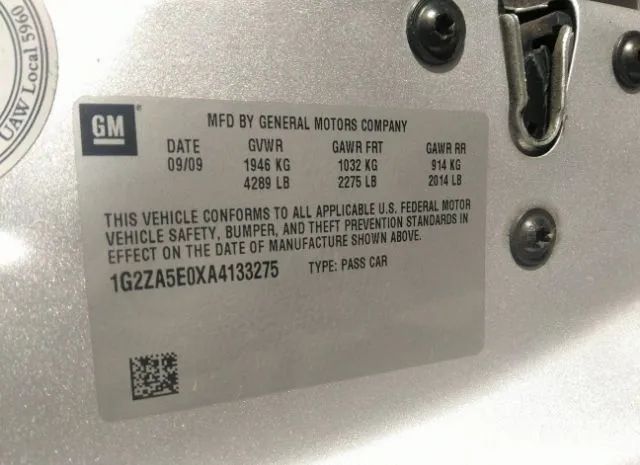 UAW Local 5960
GM
MFD BY GENERAL MOTORS COMPANY
DATE GVWR GAWR FRT GAWR RR
09/09 1946 KG 1032 KG 914 KG
4289 LB 2275 LB 2014 LB
THIS VEHICLE CONFORMS TO ALL APPLICABLE U.S. FEDERAL MOTOR
VEHICLE SAFETY, BUMPER, AND THEFT PREVENTION STANDARDS IN
EFFECT ON THE DATE OF MANUFACTURE SHOWN ABOVE.
1G2ZA5E0XA4133275 TYPE: PASS CAR